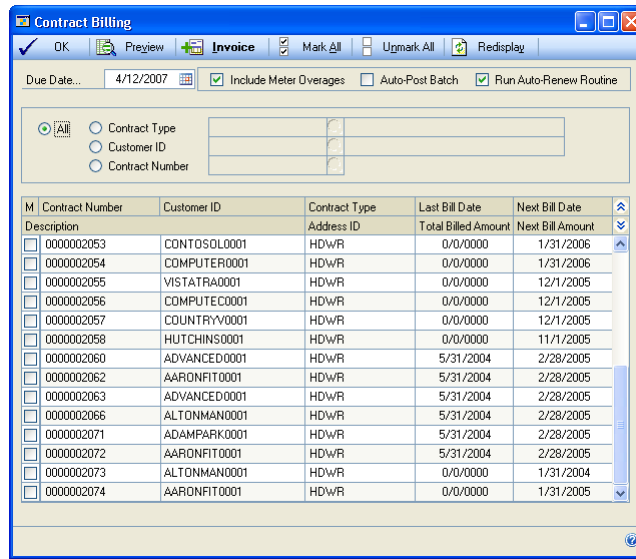 Contract Billing
OK Preview Invoice Mark All Unmark All Redisplay
Due Date... 4/12/2007 Include Meter Overages Auto-Post Batch Run Auto-Renew Routine
All Contract Type
Customer ID
Contract Number
M Contract Number Customer ID Contract Type Last Bill Date Next Bill Date
Description Address ID Total Billed Amount Next Bill Amount
0000002053 CONTOSOL0001 HDWR 0/0/0000 1/31/2006
0000002054 COMPUTER0001 HDWR 0/0/0000 1/31/2006
0000002055 VISTATRA0001 HDWR 0/0/0000 12/1/2005
0000002056 COMPUTEC0001 HDWR 0/0/0000 12/1/2005
0000002057 COUNTRYV0001 HDWR 0/0/0000 12/1/2005
0000002058 HUTCHINS0001 HDWR 0/0/0000 11/1/2005
0000002060 ADVANCED0001 HDWR 5/31/2004 2/28/2005
0000002062 AARONFIT0001 HDWR 5/31/2004 2/28/2005
0000002063 ADVANCED0001 HDWR 5/31/2004 2/28/2005
0000002066 ALTONMAN0001 HDWR 5/31/2004 2/28/2005
0000002071 ADAMPARK0001 HDWR 5/31/2004 2/28/2005
0000002072 AARONFIT0001 HDWR 5/31/2004 2/28/2005
0000002073 ALTONMAN0001 HDWR 0/0/0000 1/31/2004
0000002074 AARONFIT0001 HDWR 0/0/0000 1/31/2005